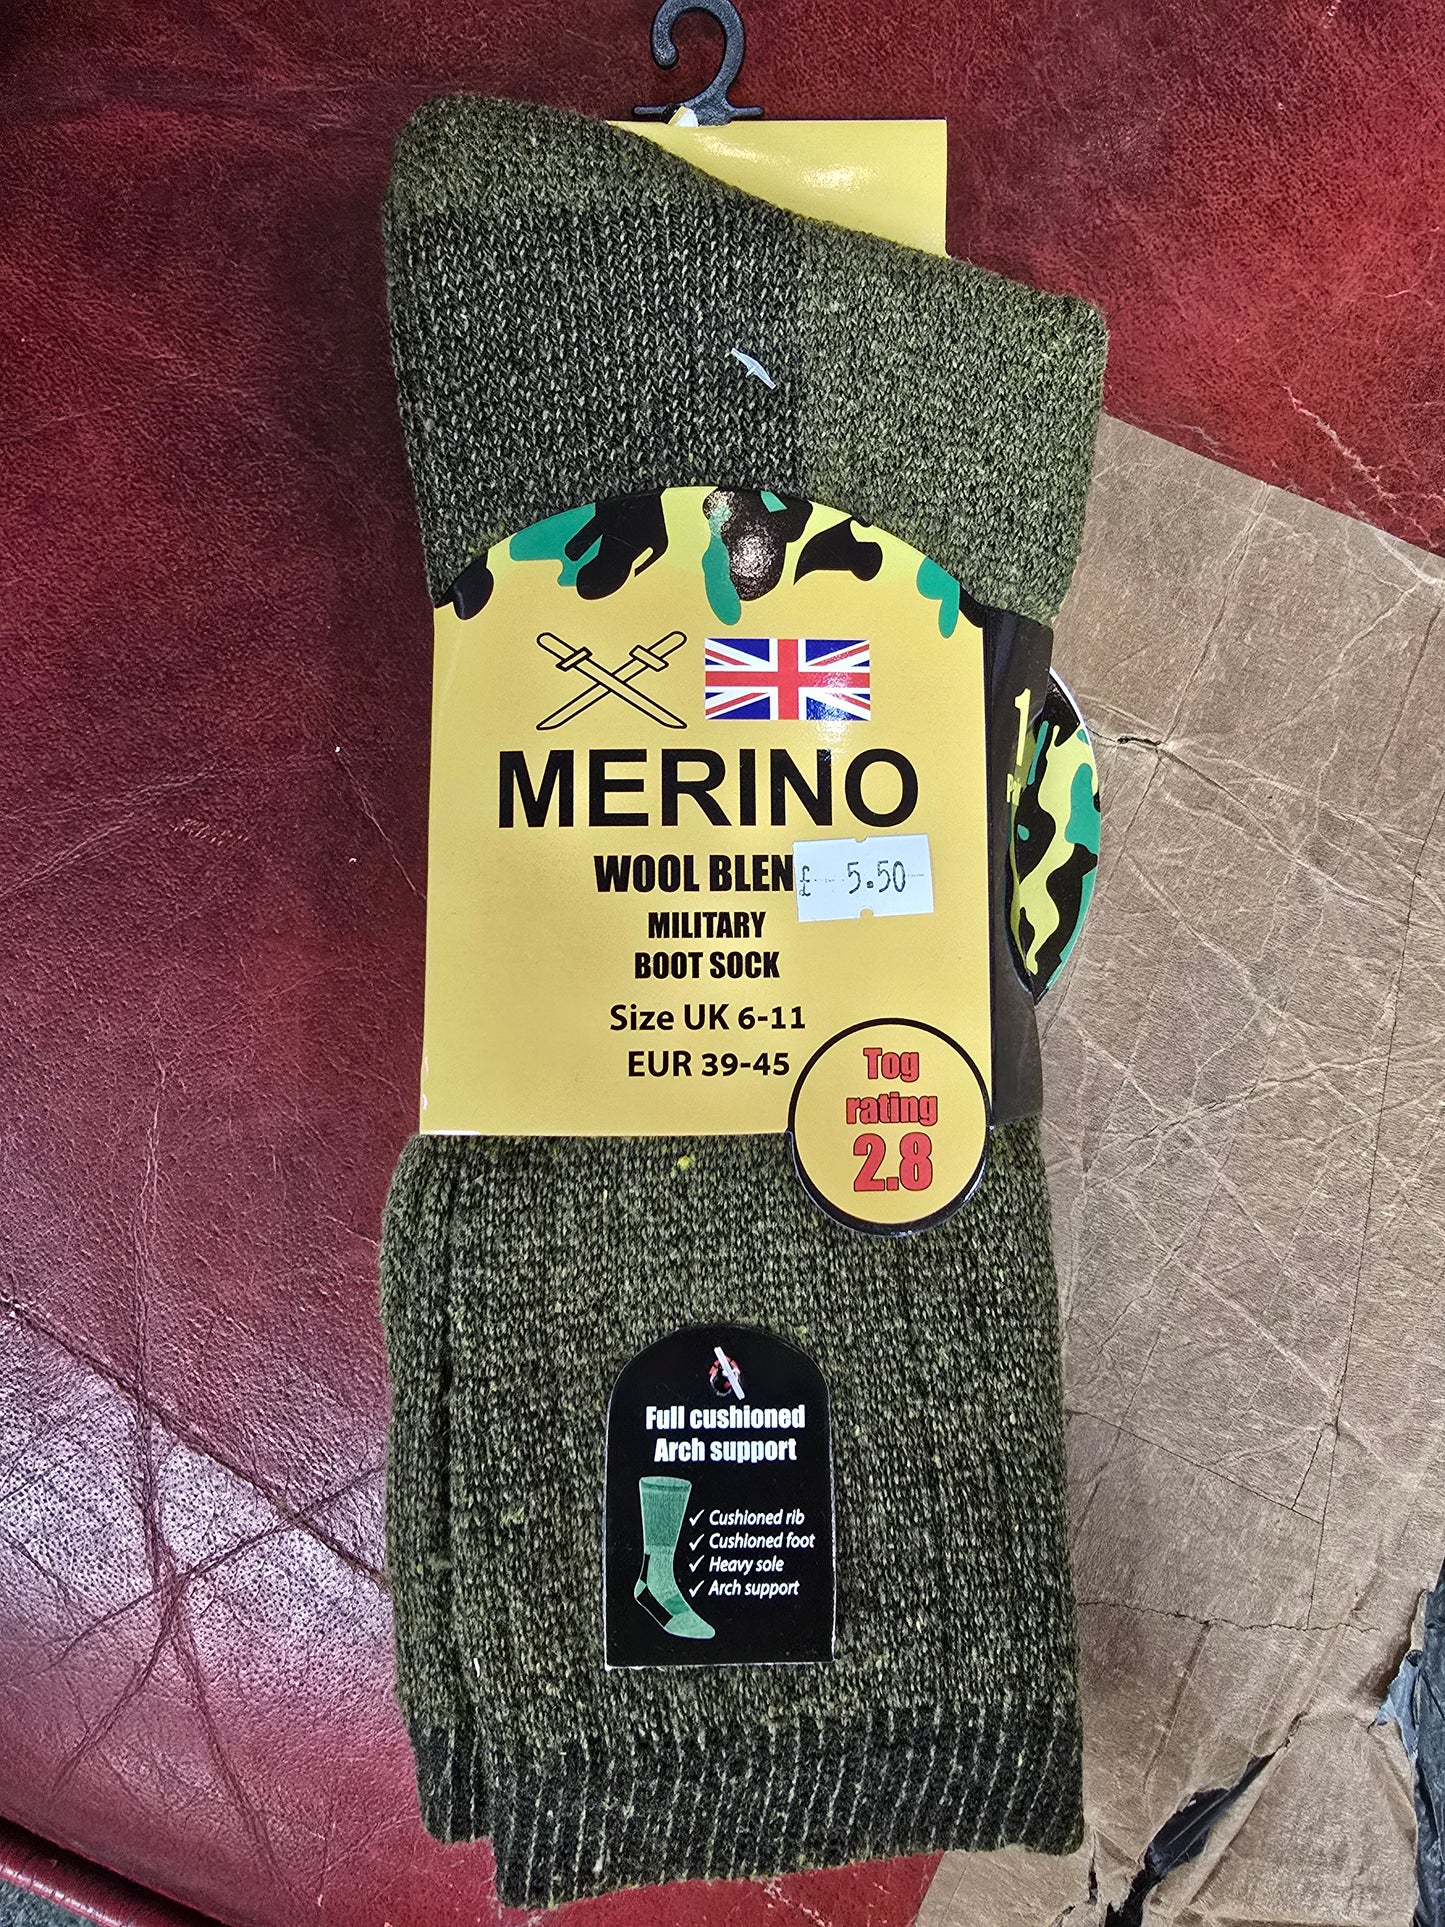 MERINO
WOOL BLEN
£ 5.50
MILITARY
BOOT SOCK
Size UK 6-11
EUR 39-45
Tog
rating
2.8
1
Full cushioned
Arch support
✓ Cushioned rib
✓ Cushioned foot
✓ Heavy sole
✓ Arch support